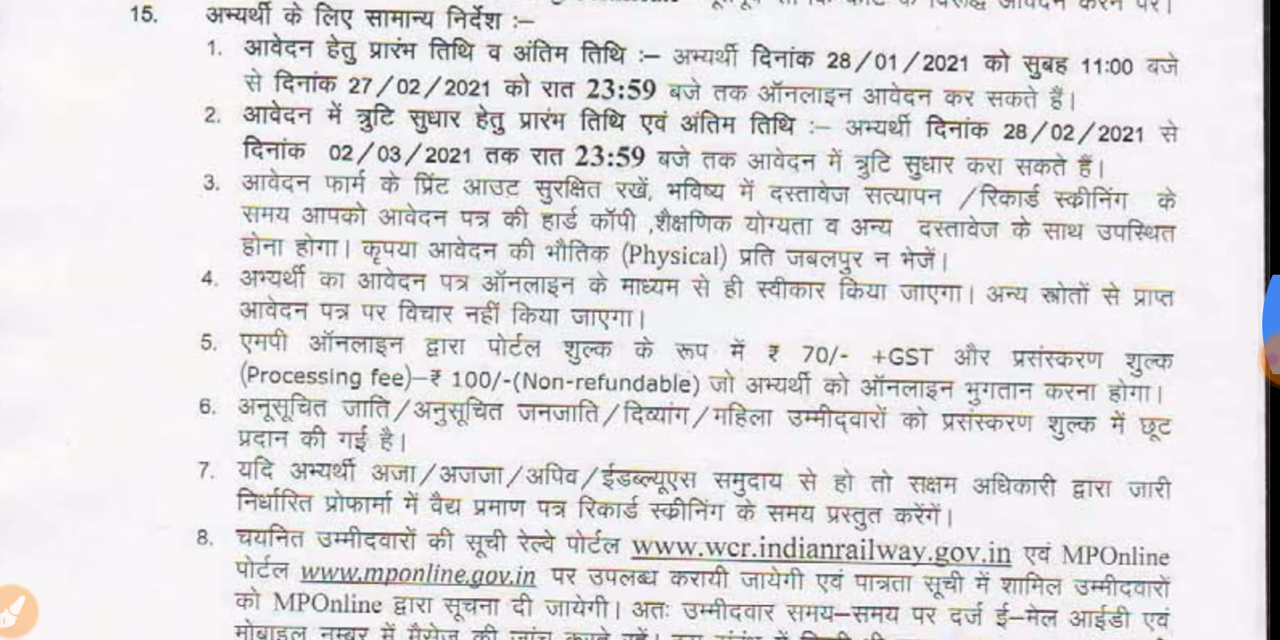 15. अभ्यर्थी के लिए सामान्य निर्देश :–
1. आवेदन हेतु प्रारंभ तिथि व अंतिम तिथि :– अभ्यर्थी दिनांक 28/01/2021 को सुबह 11:00 बजे
से दिनांक 27/02/2021 को रात 23:59 बजे तक ऑनलाइन आवेदन कर सकते हैं।
2. आवेदन में त्रुटि सुधार हेतु प्रारंभ तिथि एवं अंतिम तिथि :– अभ्यर्थी दिनांक 28/02/2021 से
दिनांक 02/03/2021 तक रात 23:59 बजे तक आवेदन में त्रुटि सुधार करा सकते हैं।
3. आवेदन फार्म के प्रिंट आउट सुरक्षित रखें, भविष्य में दस्तावेज सत्यापन /रिकार्ड स्कीनिंग के
समय आपको आवेदन पत्र की हार्ड कॉपी ,शैक्षणिक योग्यता व अन्य दस्तावेज के साथ उपस्थित
होना होगा। कृपया आवेदन की भौतिक (Physical) प्रति जबलपुर न भेजें।
4. अभ्यर्थी का आवेदन पत्र ऑनलाइन के माध्यम से ही स्वीकार किया जाएगा। अन्य स्त्रोतों से प्राप्त
आवेदन पत्र पर विचार नहीं किया जाएगा।
5. एमपी ऑनलाइन द्वारा पोर्टल शुल्क के रूप में ₹ 70/- +GST और प्रसंस्करण शुल्क
(Processing fee)–₹ 100/-(Non-refundable) जो अभ्यर्थी को ऑनलाइन भुगतान करना होगा।
6. अनुसूचित जाति/अनुसूचित जनजाति/दिव्यांग/महिला उम्मीद्वारों को प्रसंस्करण शुल्क में छूट
प्रदान की गई है।
7. यदि अभ्यर्थी अजा/अजजा/अपिव/ईडब्ल्यूएस समुदाय से हो तो सक्षम अधिकारी द्वारा जारी
निर्धारित प्रोफार्मा में वैद्य प्रमाण पत्र रिकार्ड स्क्रीनिंग के समय प्रस्तुत करेंगें।
8. चयनित उम्मीदवारों की सूची रेल्वे पोर्टल www.wcr.indianrailway.gov.in एवं MPOnline
पोर्टल www.mponline.gov.in पर उपलब्ध करायी जायेगी एवं पात्रता सूची में शामिल उम्मीदवारों
को MPOnline द्वारा सूचना दी जायेगी। अतः उम्मीदवार समय–समय पर दर्ज ई–मेल आईडी एवं
मोबाइल नम्बर में मैसेज की जांच करते रहें।